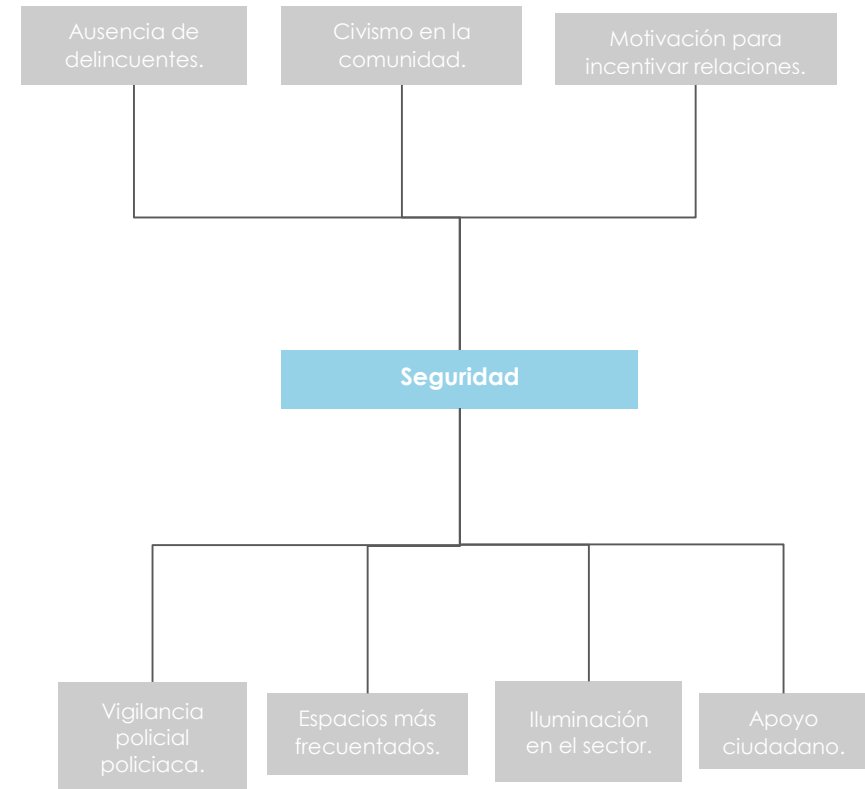 Ausencia de
delincuentes.
Civismo en la
comunidad.
Motivación para
incentivar relaciones.
Seguridad
Vigilancia
policial
policiaca.
Espacios más
frecuentados.
Iluminación
en el sector.
Apoyo
ciudadano.